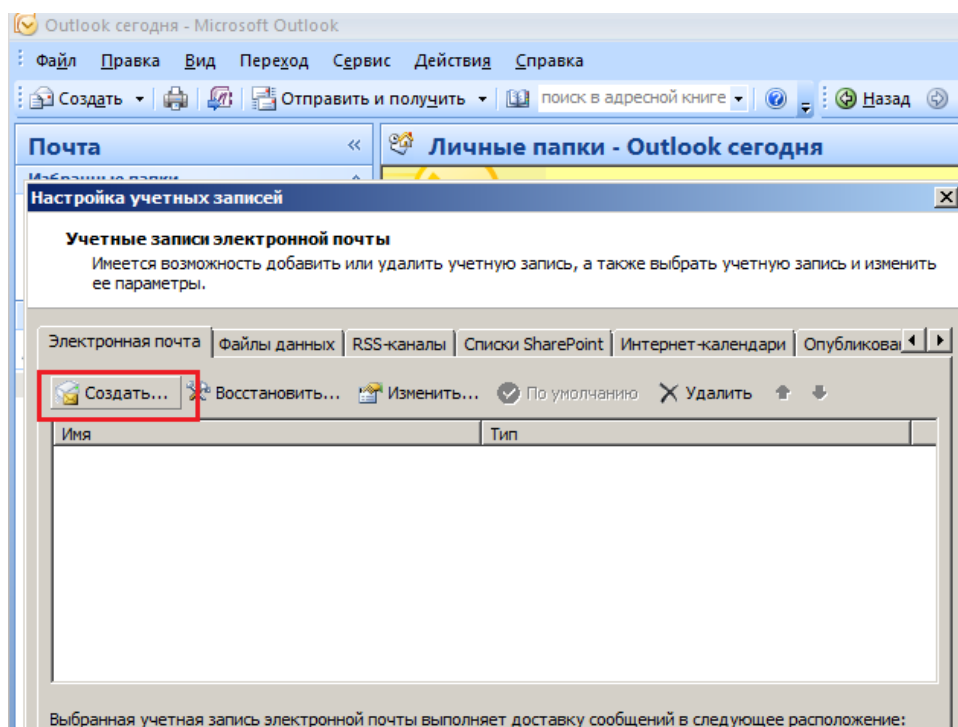 Outlook сегодня - Microsoft Outlook
Файл Правка Вид Переход Сервис Действия Справка
Создать Отправить и получить поиск в адресной книге Назад
Почта « Личные папки - Outlook сегодня
Избранные папки
Настройка учетных записей
Учетные записи электронной почты
Имеется возможность добавить или удалить учетную запись, а также выбрать учетную запись и изменить
ее параметры.
Электронная почта Файлы данных RSS-каналы Списки SharePoint Интернет-календари Опубликова
Создать... Восстановить... Изменить... По умолчанию Удалить
Имя Тип
Выбранная учетная запись электронной почты выполняет доставку сообщений в следующее расположение: